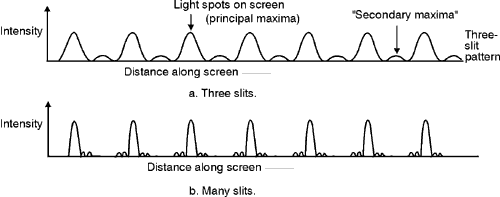 Light spots on screen
(principal maxima)
"Secondary maxima"
Intensity
Three-
slit
pattern
Distance along screen
a. Three slits.
Intensity
Distance along screen
b. Many slits.